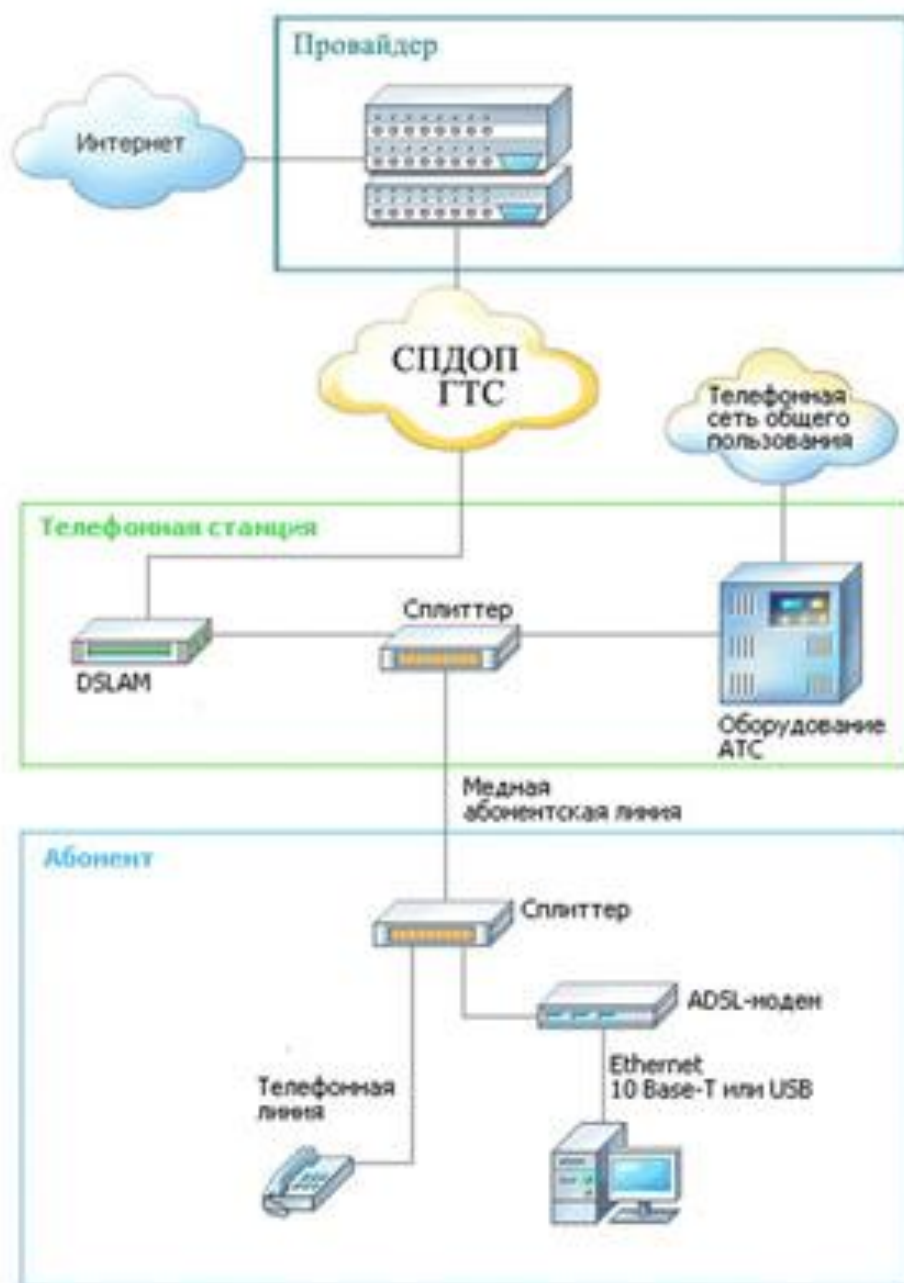 Провайдер
Интернет
СПДОП
ГТС
Телефонная
сеть общего
пользования
Телефонная станция
Сплиттер
DSLAM
Оборудование
АТС
Медная
абонентская линия
Абонент
Сплиттер
ADSL-модем
Ethernet
10 Base-T или USB
Телефонная
линия